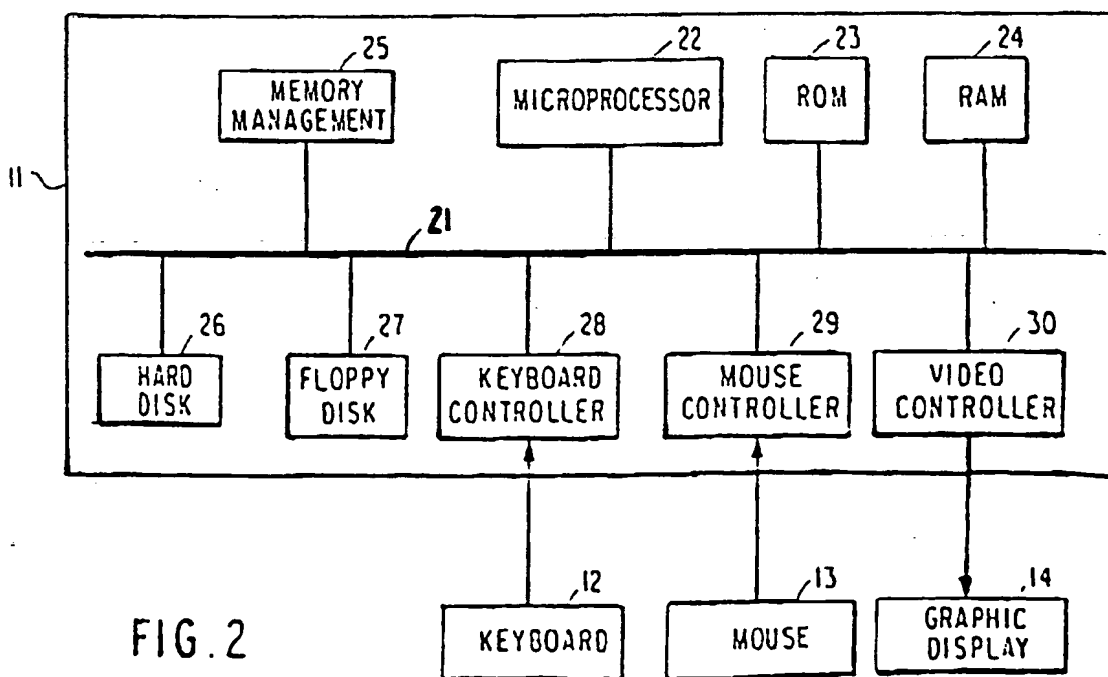 25
22
23
24
MEMORY
MANAGEMENT
MICROPROCESSOR
ROM
RAM
11
21
26
27
28
29
30
HARD
DISK
FLOPPY
DISK
KEYBOARD
CONTROLLER
MOUSE
CONTROLLER
VIDEO
CONTROLLER
12
13
14
KEYBOARD
MOUSE
GRAPHIC
DISPLAY
FIG. 2